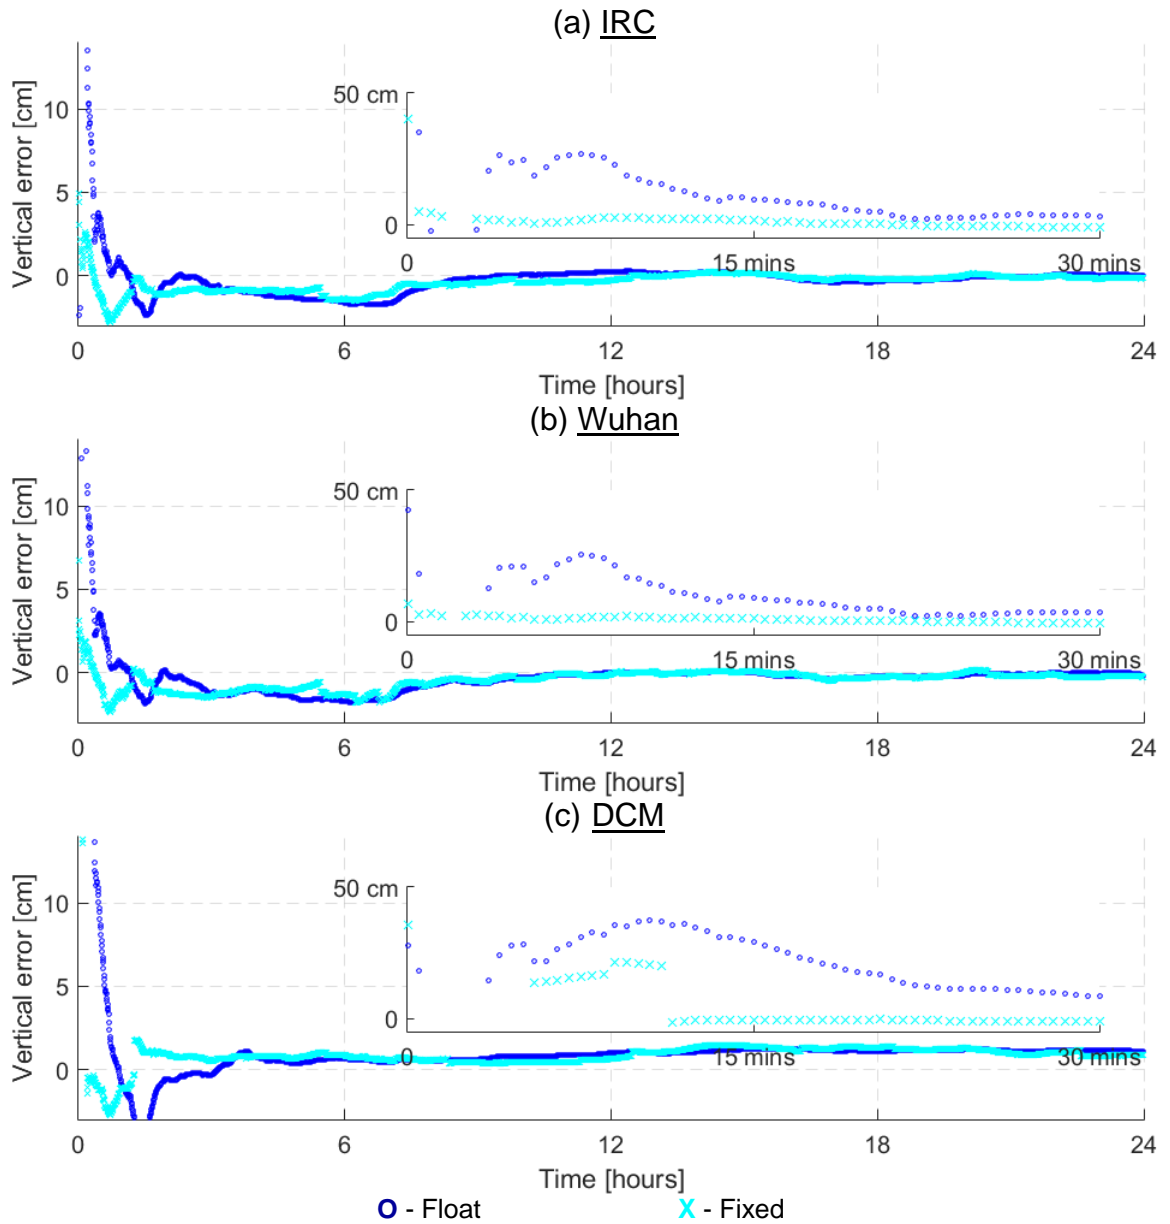 (a) IRC
Vertical error [cm]
10
5
0
50 cm
0
0
15 mins
30 mins
0
6
12
18
24
Time [hours]
(b) Wuhan
Vertical error [cm]
10
5
0
50 cm
0
0
15 mins
30 mins
0
6
12
18
24
Time [hours]
(c) DCM
Vertical error [cm]
10
5
0
50 cm
0
0
15 mins
30 mins
0
6
12
18
24
Time [hours]
O - Float
X - Fixed